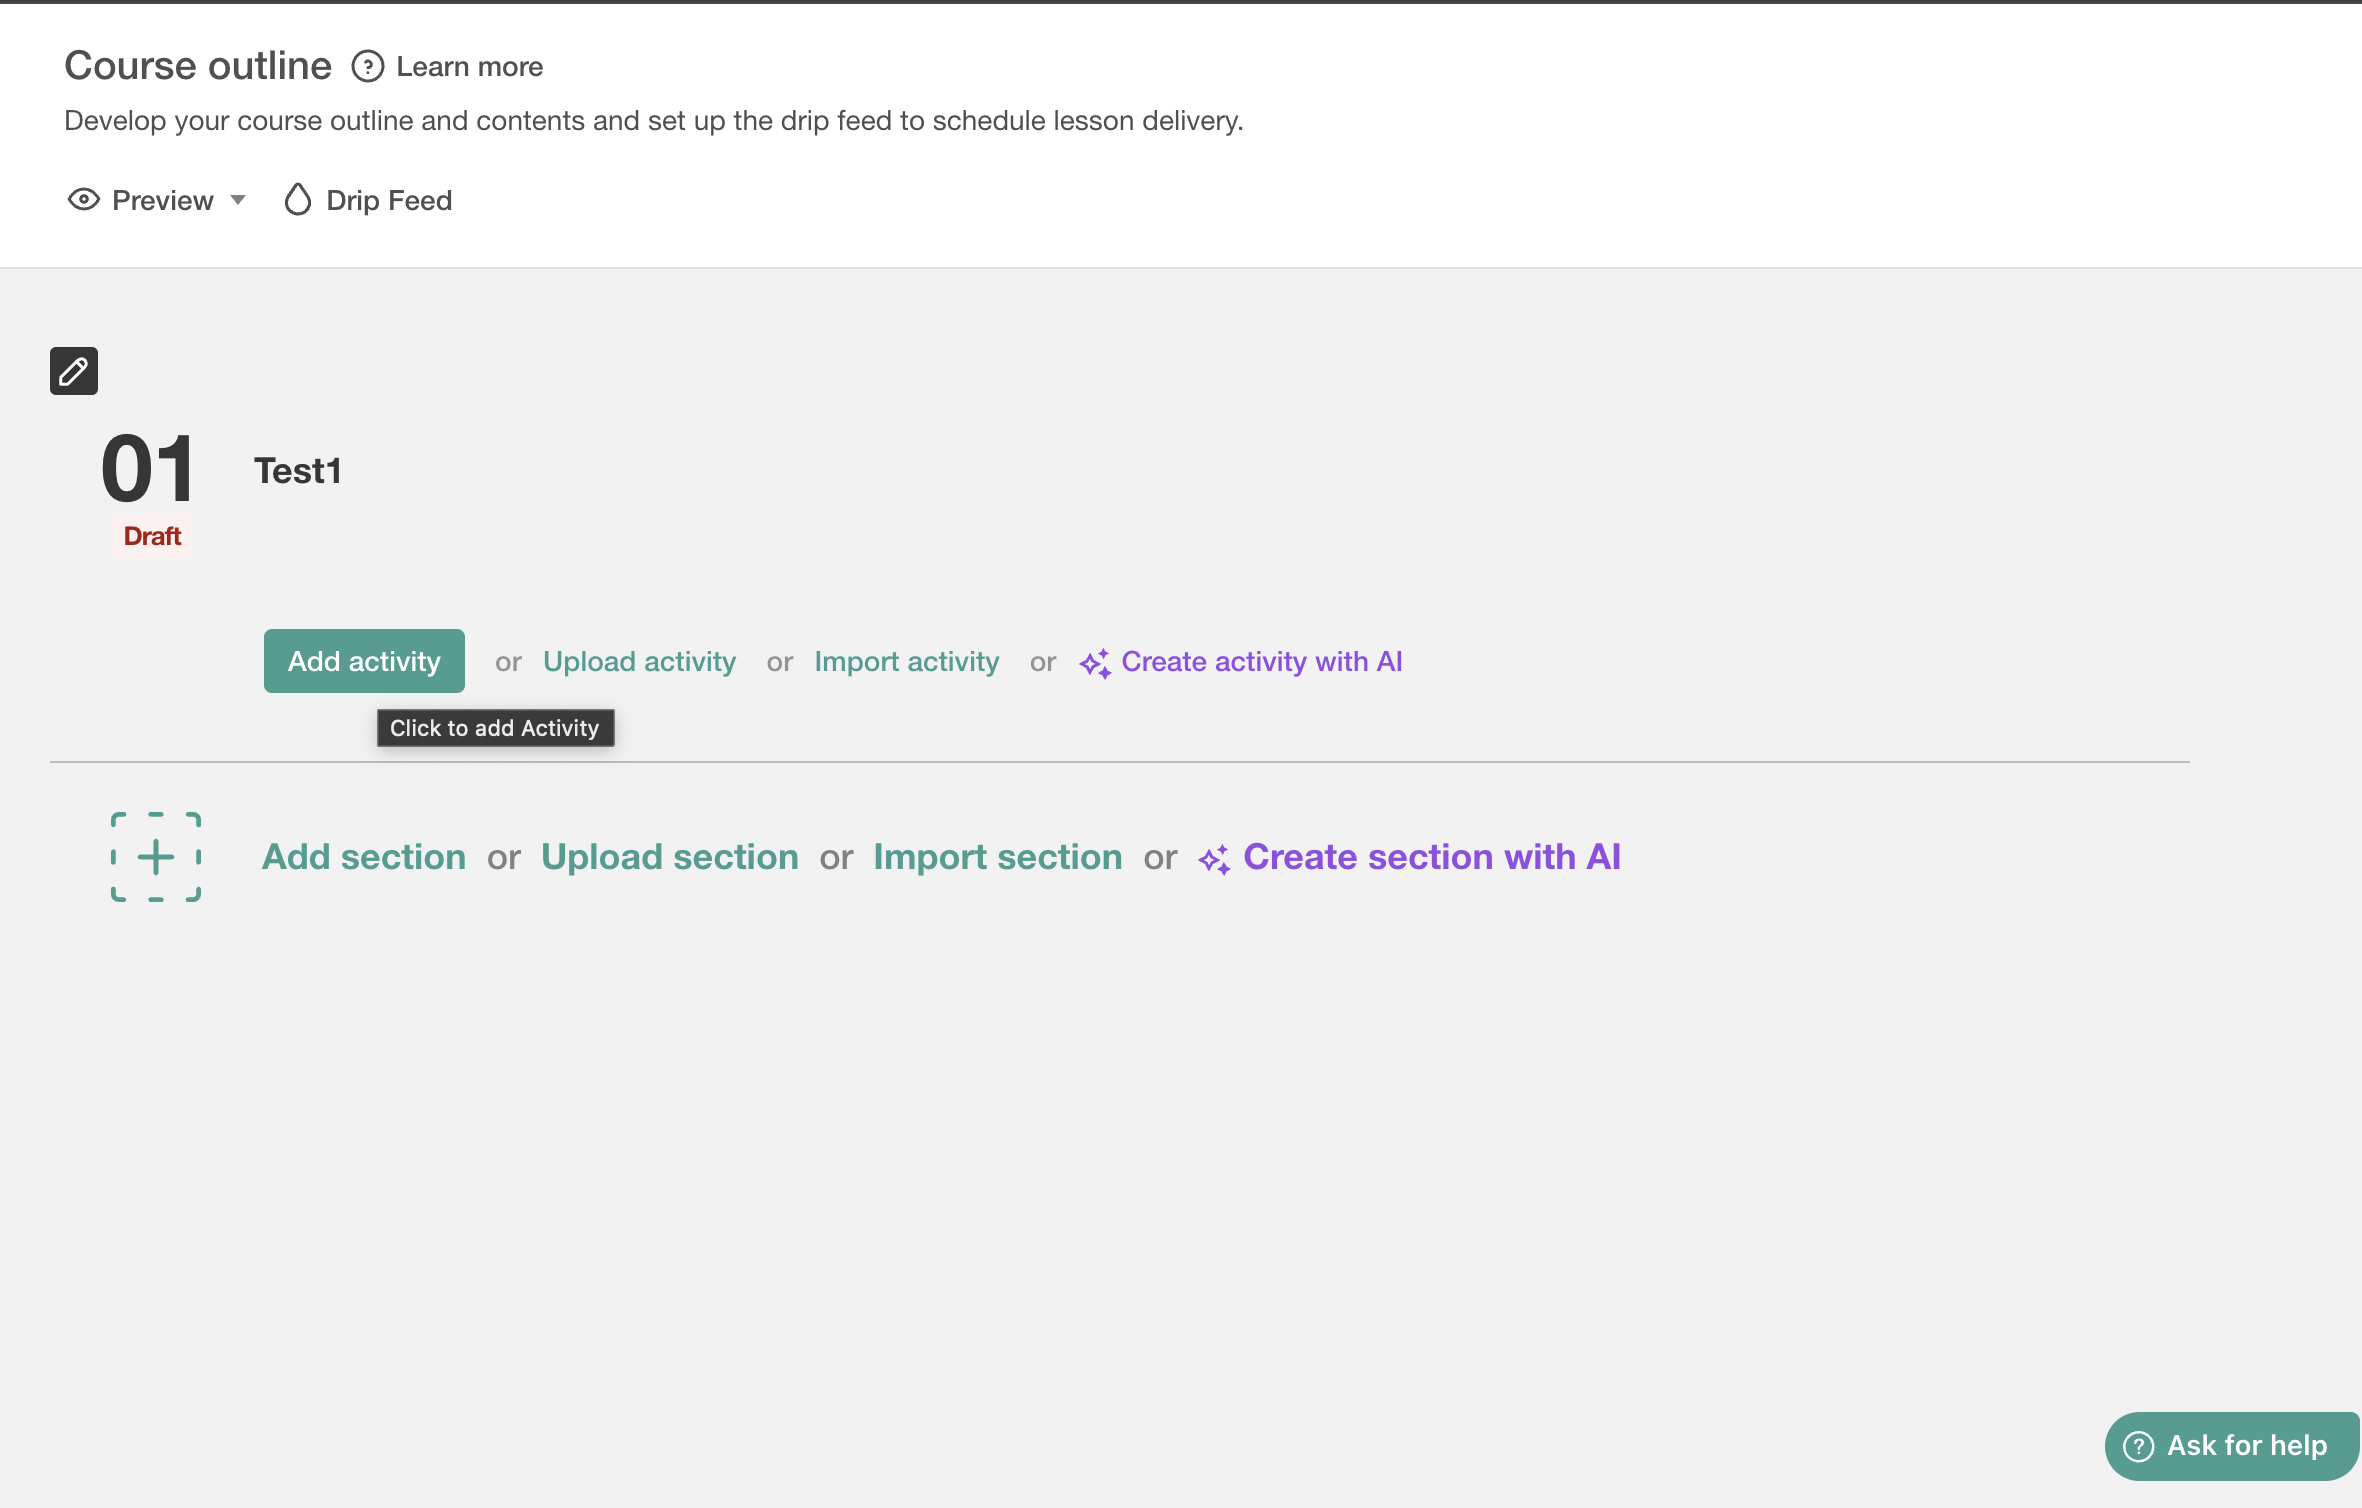 Course outline Learn more
Develop your course outline and contents and set up the drip feed to schedule lesson delivery.
Preview Drip Feed
01 Test1
Draft
Add activity or Upload activity or Import activity or Create activity with AI
Click to add Activity
Add section or Upload section or Import section or Create section with AI
Ask for help